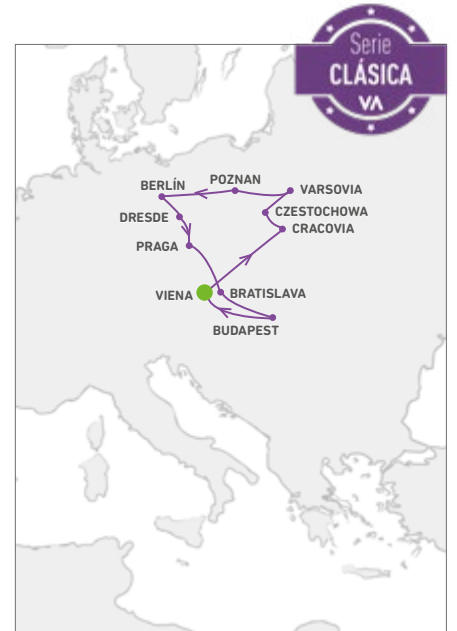 Serie
CLÁSICA
VA
POZNAN
BERLÍN
VARSOVIA
CZESTOCHOWA
DRESDE
CRACOVIA
PRAGA
VIENA
BRATISLAVA
BUDAPEST